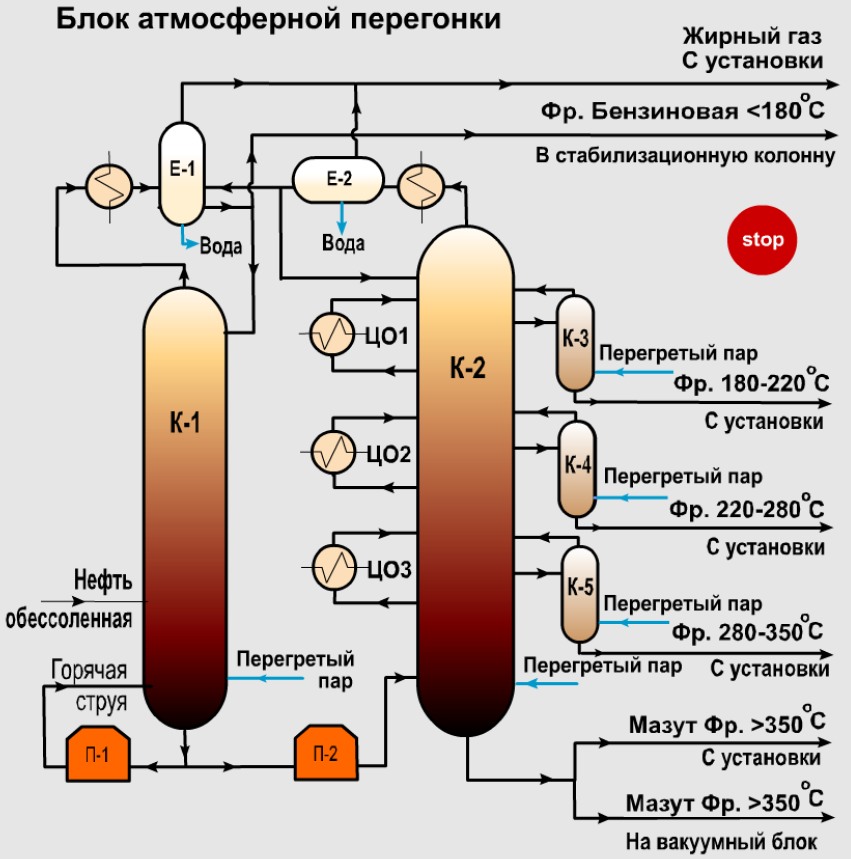 Блок атмосферной перегонки
Жирный газ
С установки
Фр. Бензиновая <180°C
В стабилизационную колонну
Е-1
Е-2
Вода
Вода
stop
ЦО1
К-3
К-2
Перегретый пар
Фр. 180-220°C
С установки
К-1
ЦО2
К-4
Перегретый пар
Фр. 220-280°C
С установки
ЦО3
К-5
Нефть
обессоленная
Перегретый пар
Фр. 280-350°C
С установки
Горячая
струя
Перегретый
пар
Перегретый пар
П-1
П-2
Мазут Фр. >350°C
С установки
Мазут Фр. >350°C
На вакуумный блок